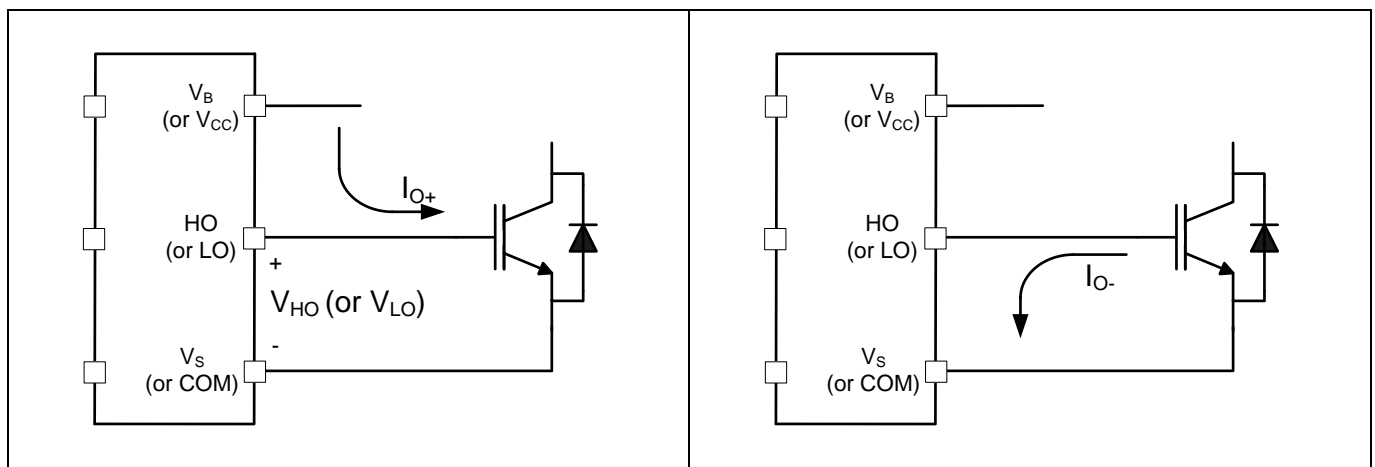 V_B
(or V_CC)
I_O+
HO
(or LO)
+
V_HO (or V_LO)
-
V_S
(or COM)
V_B
(or V_CC)
HO
(or LO)
I_O-
V_S
(or COM)